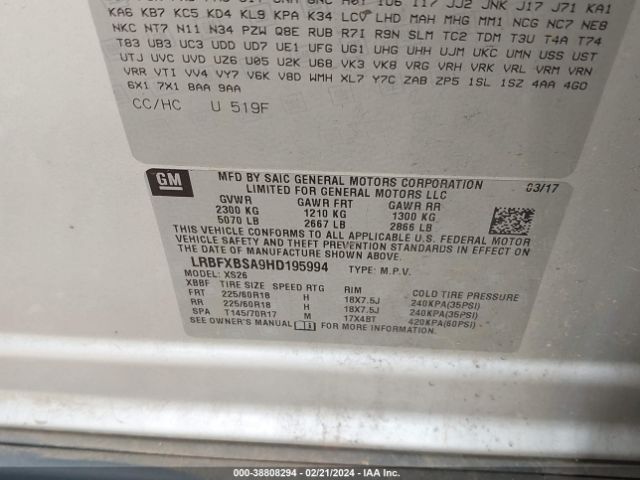 KA6 KB7 KC5 KD4 KL9 KPA K34 LCV LHD MAH MHG MM1 NCG NC7 NE8
NKC NT7 N11 N34 PZW Q8E RUB R7I R9N SLM TC2 TDM T3U T4A T74
T83 UB3 UC3 UDD UD7 UE1 UFG UG1 UHG UHH UJM UKC UMN USS UST
UTJ UVC UVD UZ6 U05 U2K U68 VK3 VK8 VRG VRH VRK VRL VRM VRN
VRR VTI VV4 VY7 V6K V8D WMH XL7 Y7C ZAB ZP5 1SL 1SZ 4AA 4GO
6X1 7X1 8AA 9AA
CC/HC U 519F
GM
MFD BY SAIC GENERAL MOTORS CORPORATION 03/17
LIMITED FOR GENERAL MOTORS LLC
GVWR GAWR FRT GAWR RR
2300 KG 1210 KG 1300 KG
5070 LB 2667 LB 2866 LB
THIS VEHICLE CONFORMS TO ALL APPLICABLE U.S. FEDERAL MOTOR
VEHICLE SAFETY AND THEFT PREVENTION STANDARDS IN EFFECT ON
THE DATE OF MANUFACTURE SHOWN ABOVE.
LRBFXBSA9HD195994 TYPE: M.P.V.
MODEL: XS26
XBBF TIRE SIZE SPEED RTG RIM COLD TIRE PRESSURE
FRT 225/60R18 H 18X7.5J 240KPA(35PSI)
RR 225/60R18 H 18X7.5J 240KPA(35PSI)
SPA T145/70R17 M 17X4BT 420KPA(60PSI)
SEE OWNER'S MANUAL FOR MORE INFORMATION.
000-38808294 - 02/21/2024 - IAA Inc.